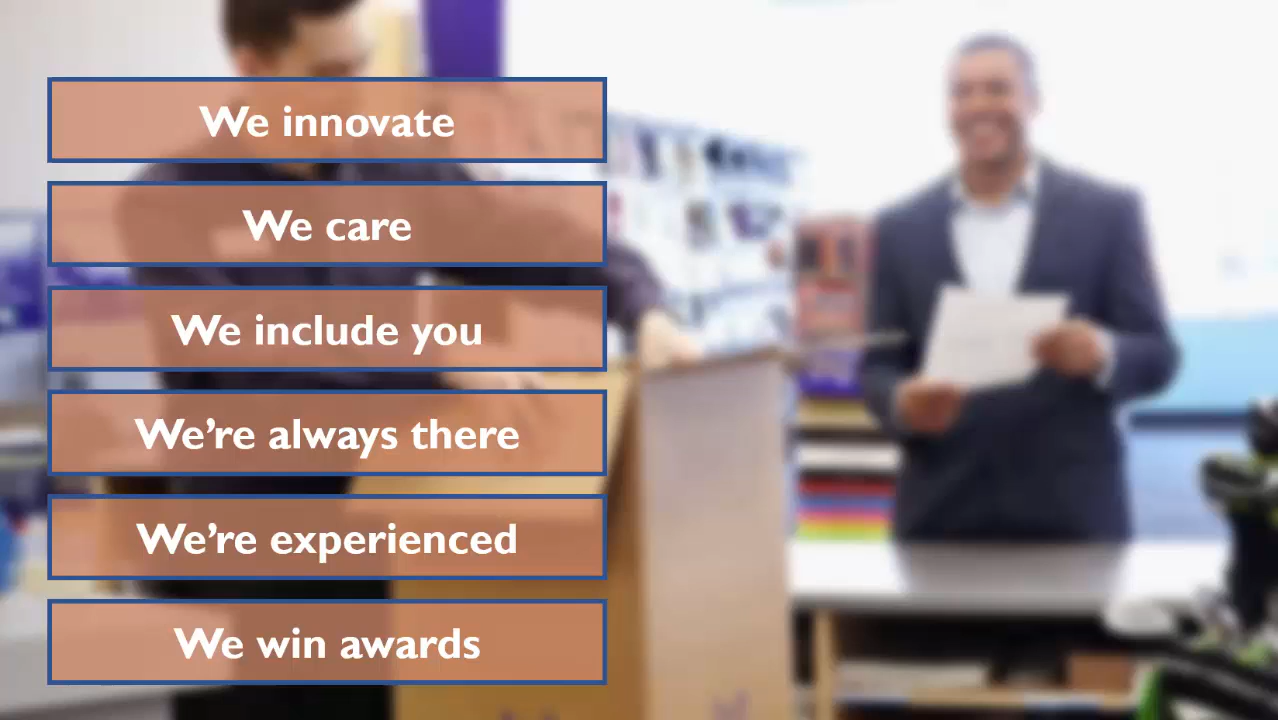 We innovate
We care
We include you
We’re always there
We’re experienced
We win awards